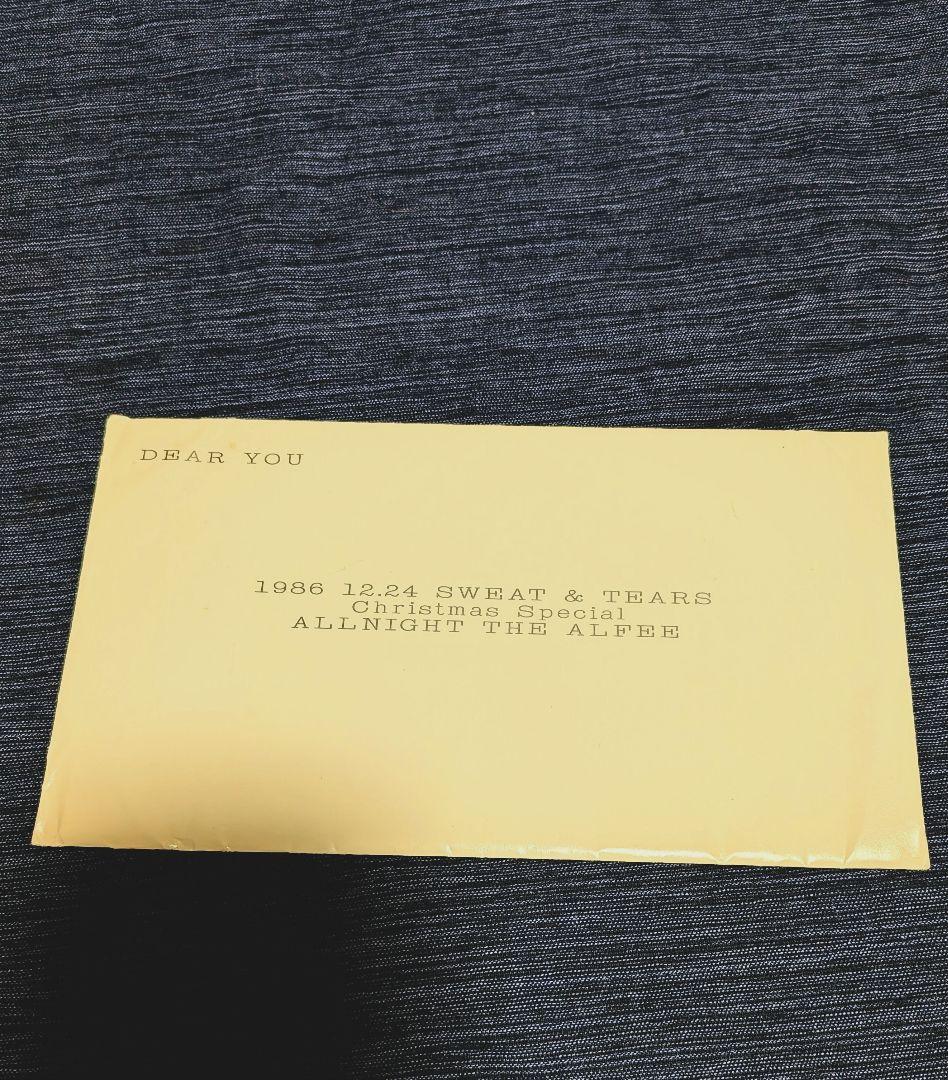 DEAR YOU
1986 12.24 SWEAT & TEARS
Christmas Special
ALLNIGHT THE ALFEE